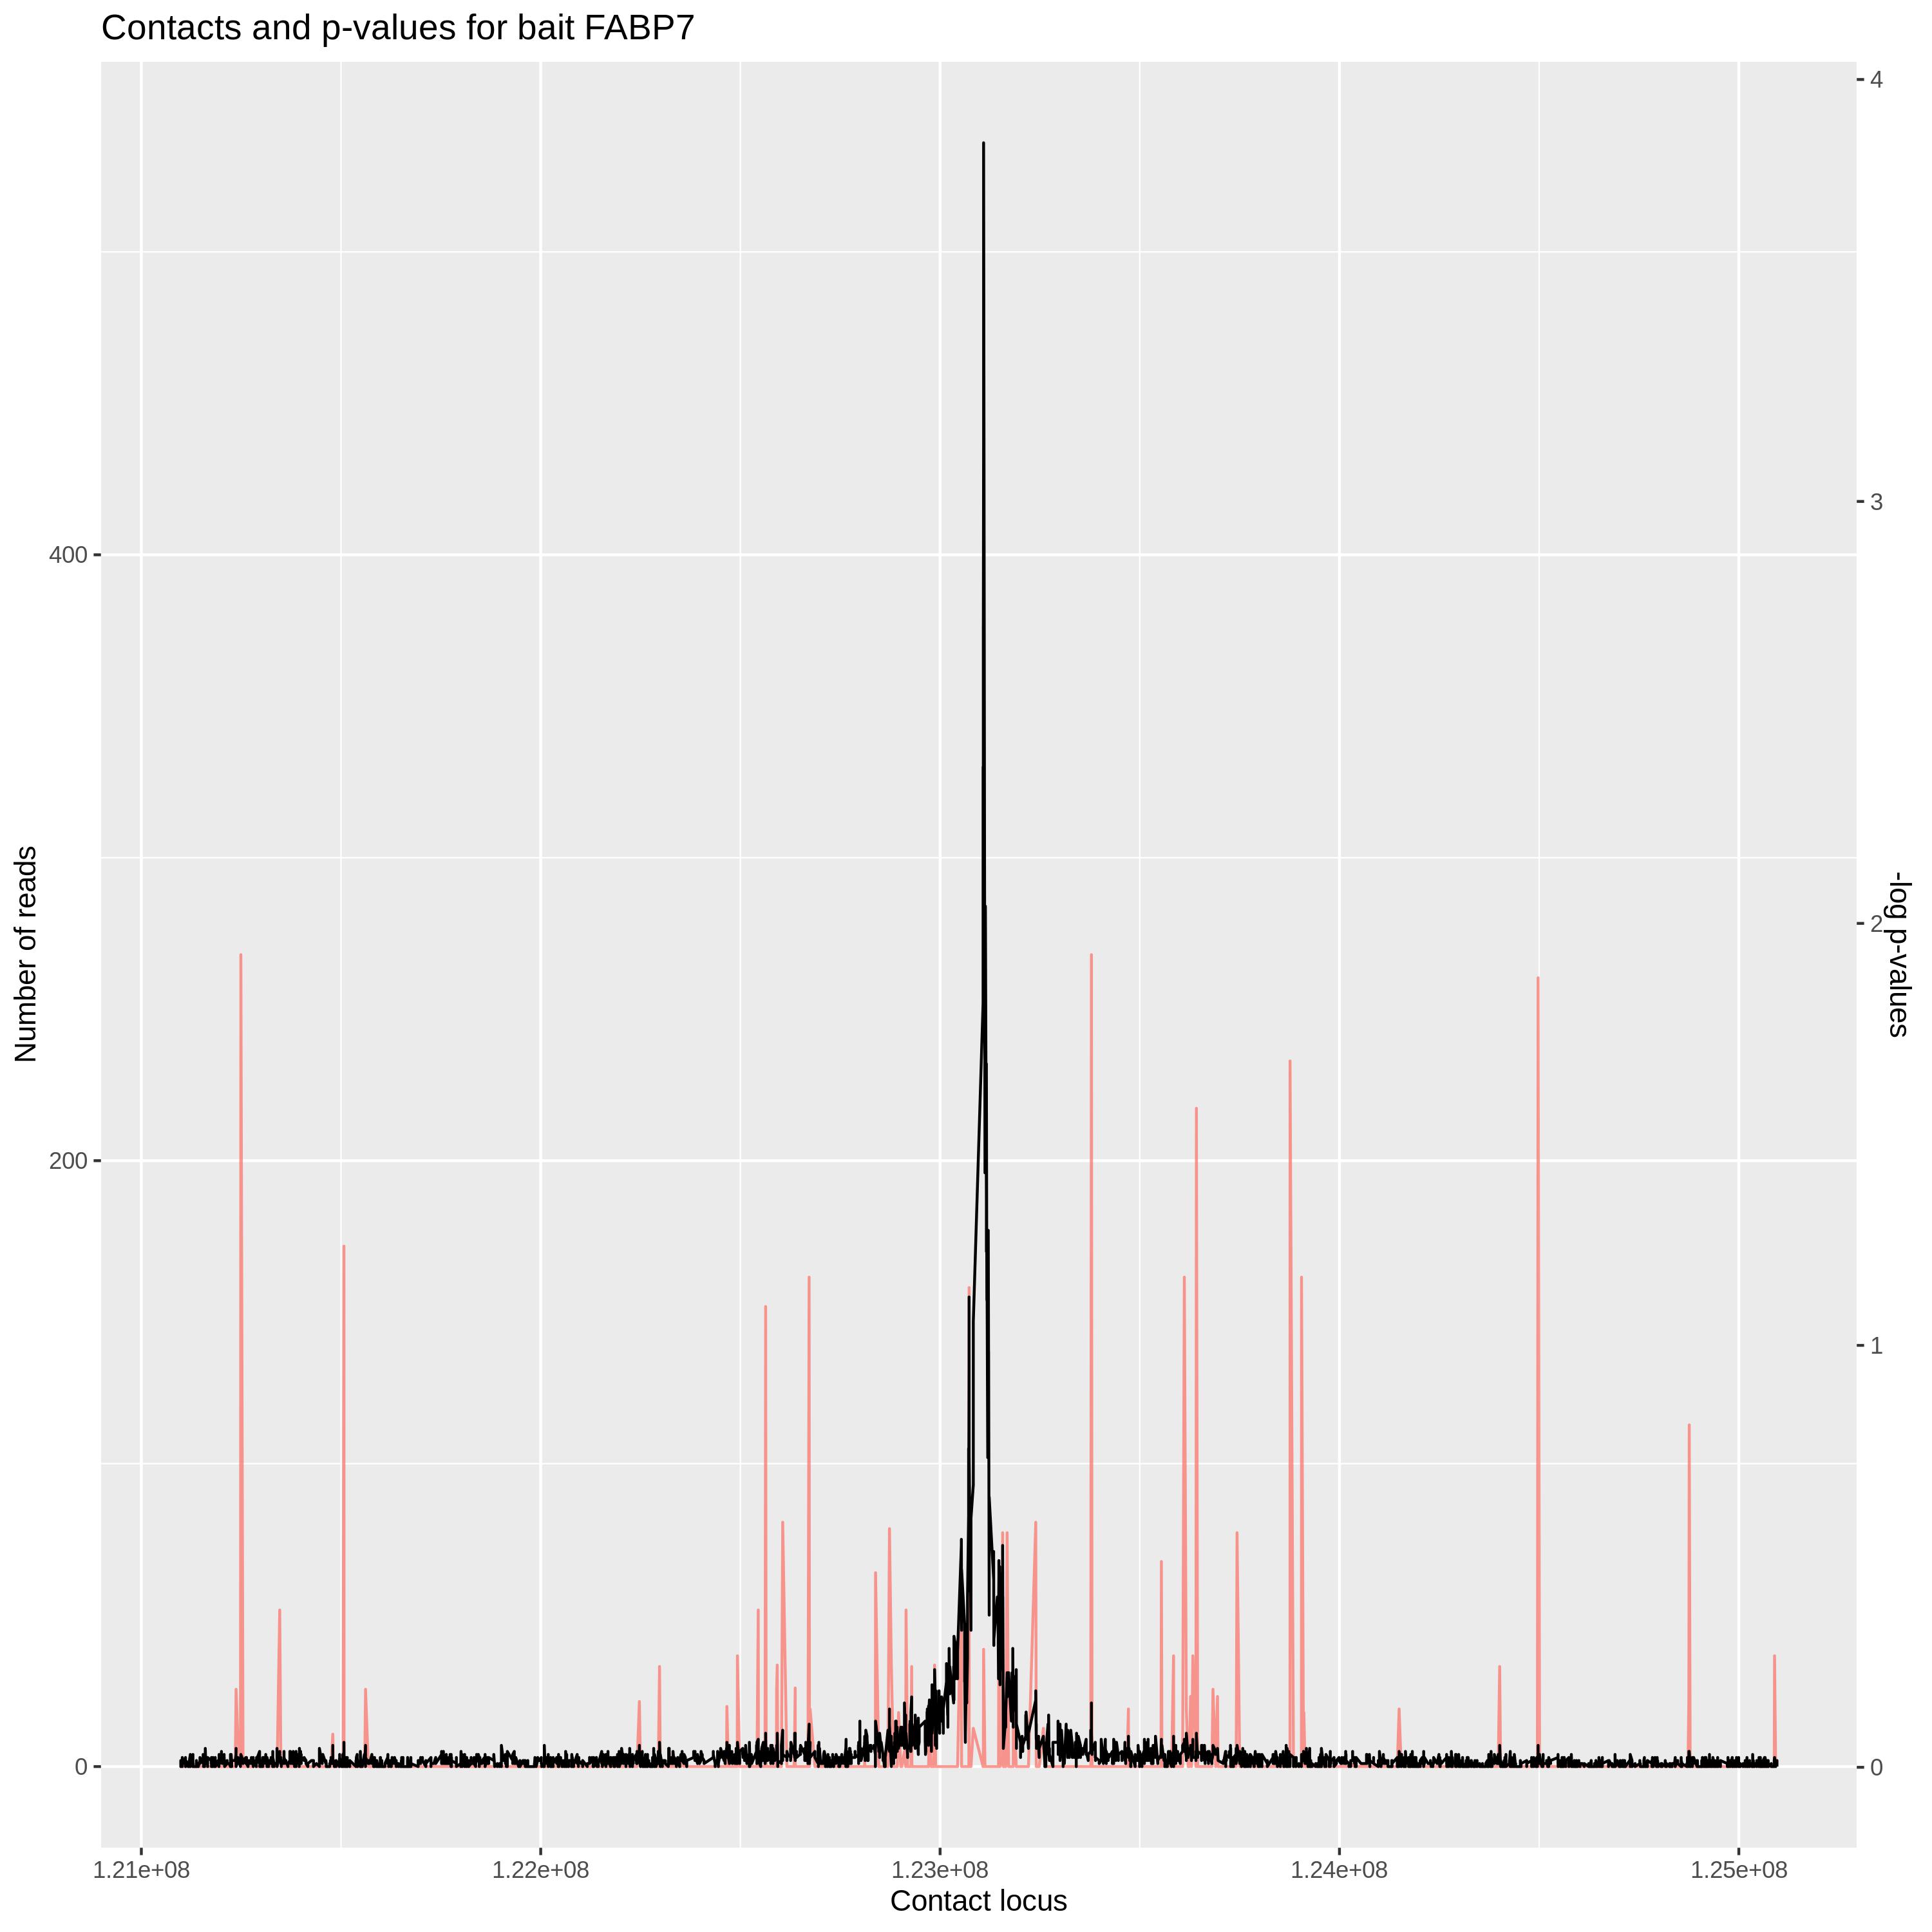 Contacts and p-values for bait FABP7
Number of reads
400
200
0
4
3
2
1
0
-log p-values
1.21e+08
1.22e+08
1.23e+08
1.24e+08
1.25e+08
Contact locus